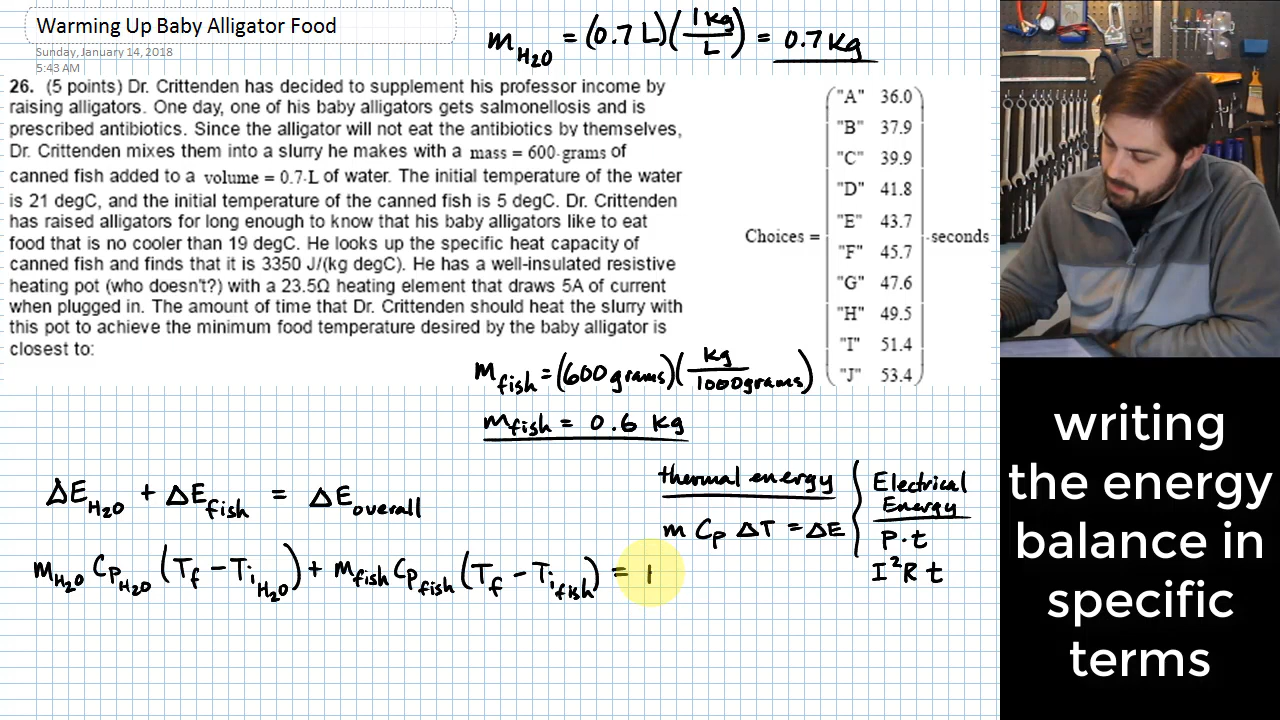 Warming Up Baby Alligator Food
Sunday, January 14, 2018
5:43 AM
m_H2O = (0.7 L)(1 kg / L) = 0.7 kg
26. (5 points) Dr. Crittenden has decided to supplement his professor income by
raising alligators. One day, one of his baby alligators gets salmonellosis and is
prescribed antibiotics. Since the alligator will not eat the antibiotics by themselves,
Dr. Crittenden mixes them into a slurry he makes with a mass = 600·grams of
canned fish added to a volume = 0.7·L of water. The initial temperature of the water
is 21 degC, and the initial temperature of the canned fish is 5 degC. Dr. Crittenden
has raised alligators for long enough to know that his baby alligators like to eat
food that is no cooler than 19 degC. He looks up the specific heat capacity of
canned fish and finds that it is 3350 J/(kg degC). He has a well-insulated resistive
heating pot (who doesn't?) with a 23.5Ω heating element that draws 5A of current
when plugged in. The amount of time that Dr. Crittenden should heat the slurry with
this pot to achieve the minimum food temperature desired by the baby alligator is
closest to:
Choices =
"A" 36.0
"B" 37.9
"C" 39.9
"D" 41.8
"E" 43.7
"F" 45.7
"G" 47.6
"H" 49.5
"I" 51.4
"J" 53.4
·seconds
m_fish = (600 grams)(kg / 1000 grams)
m_fish = 0.6 kg
ΔE_H2O + ΔE_fish = ΔE_overall
thermal energy
m Cp ΔT = ΔE
Electrical
Energy
P·t
I²R t
m_H2O Cp_H2O (T_f - T_i_H2O) + m_fish Cp_fish (T_f - T_i_fish) = I
writing
the energy
balance in
specific
terms